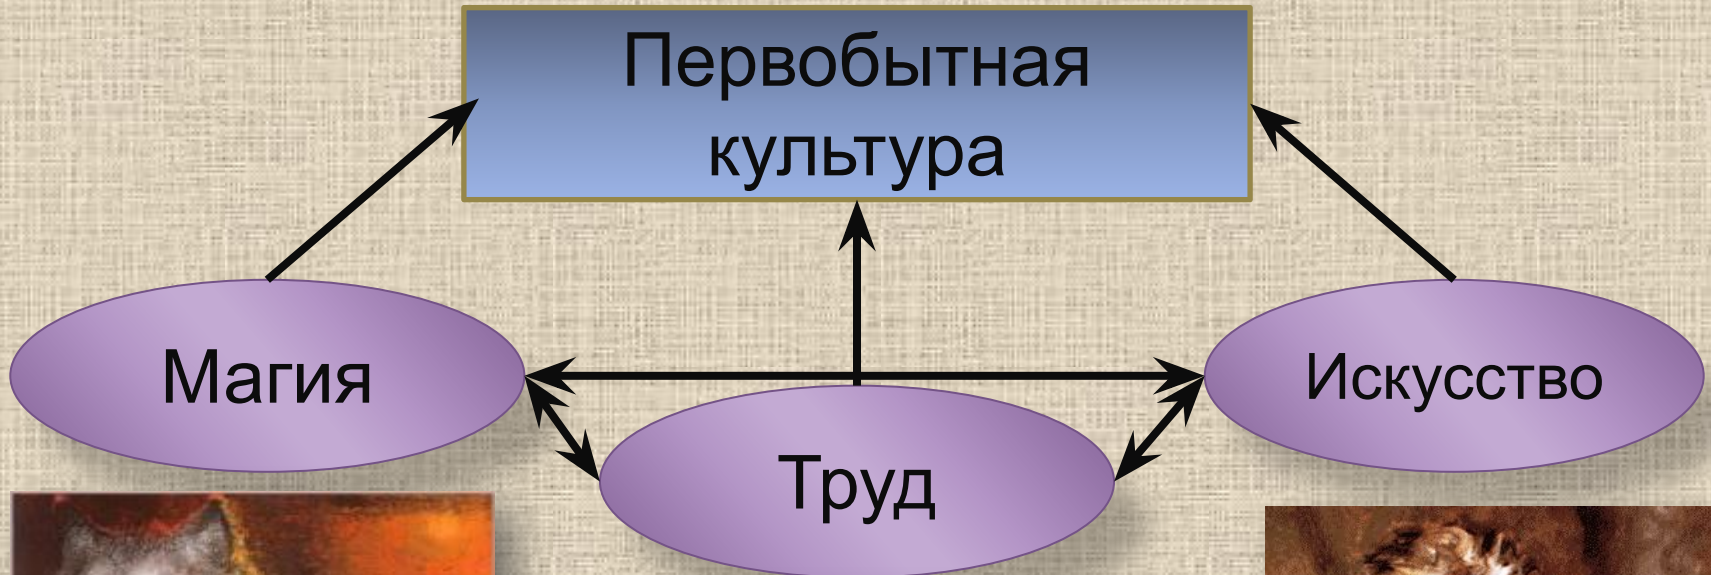 Первобытная
культура
Магия
Искусство
Труд